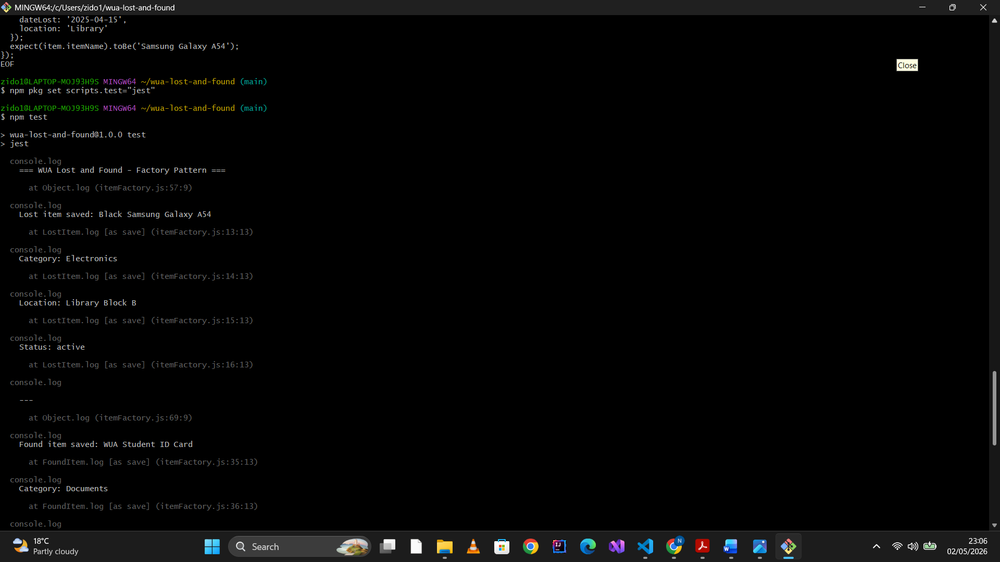 MINGW64:/c/Users/zido1/wua-lost-and-found
dateLost: '2025-04-15',
location: 'Library'
});
expect(item.itemName).toBe('Samsung Galaxy A54');
});
EOF
Close
zido1@LAPTOP-MOJ93H9S MINGW64 ~/wua-lost-and-found (main)
$ npm pkg set scripts.test="jest"
zido1@LAPTOP-MOJ93H9S MINGW64 ~/wua-lost-and-found (main)
$ npm test
> wua-lost-and-found@1.0.0 test
> jest
console.log
=== WUA Lost and Found - Factory Pattern ===
at Object.log (itemFactory.js:57:9)
console.log
Lost item saved: Black Samsung Galaxy A54
at LostItem.log [as save] (itemFactory.js:13:13)
console.log
Category: Electronics
at LostItem.log [as save] (itemFactory.js:14:13)
console.log
Location: Library Block B
at LostItem.log [as save] (itemFactory.js:15:13)
console.log
Status: active
at LostItem.log [as save] (itemFactory.js:16:13)
console.log
---
at Object.log (itemFactory.js:69:9)
console.log
Found item saved: WUA Student ID Card
at FoundItem.log [as save] (itemFactory.js:35:13)
console.log
Category: Documents
at FoundItem.log [as save] (itemFactory.js:36:13)
console.log
18°C
Partly cloudy
Search
23:06
02/05/2026